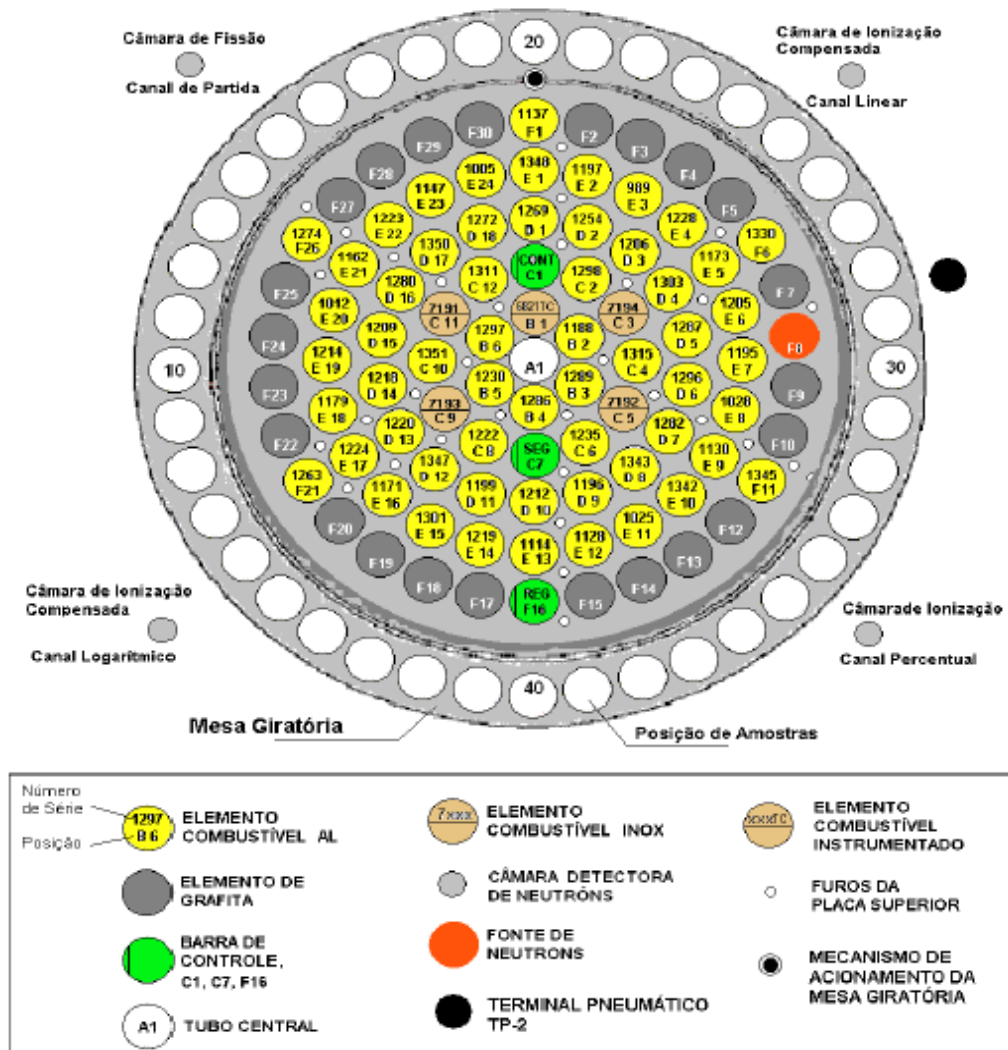 Câmara de Fissão
Canal de Partida
20
Câmara de Ionização
Compensada
Canal Linear
1137
F1
F30
F2
F29
F3
1348
E 1
1005
E 24
1197
E 2
F28
F4
1147
E 23
989
E 3
F27
F5
1269
D 1
1272
D 18
1254
D 2
1223
E 22
1228
E 4
1274
F26
1330
F6
1350
D 17
1206
D 3
1162
E 21
1173
E 5
CONT
C1
1311
C 12
1298
C 2
1280
D 16
1303
D 4
F25
F7
1012
E 20
1205
E 6
7191
C 11
B 1
7194
C 3
1209
D 15
1297
B 6
1188
B 2
1287
D 5
F24
F8
1214
E 19
1351
C 10
A1
1315
C 4
1195
E 7
10
30
1218
D 14
1230
B 5
1289
B 3
1296
D 6
F23
F9
1179
E 18
7193
C 9
1286
B 4
7192
C 5
1028
E 8
F22
F10
1220
D 13
1222
C 8
SEG
C7
1235
C 6
1282
D 7
1224
E 17
1130
E 9
1263
F21
1347
D 12
1343
D 8
1345
F11
1171
E 16
1199
D 11
1212
D 10
1196
D 9
1342
E 10
F20
F12
1301
E 15
1025
E 11
1219
E 14
1114
E 13
1128
E 12
F19
F13
F18
F14
F17
REG
F16
F15
Câmara de Ionização
Compensada
Canal Logarítmico
Câmarade Ionização
Canal Percentual
40
Mesa Giratória
Posição de Amostras
Número
de Série
Posição
1297
B 6
ELEMENTO
COMBUSTÍVEL AL
7xxx
ELEMENTO
COMBUSTÍVEL INOX
xxxTC
ELEMENTO
COMBUSTÍVEL
INSTRUMENTADO
ELEMENTO DE
GRAFITA
CÂMARA DETECTORA
DE NEUTRÓNS
FUROS DA
PLACA SUPERIOR
BARRA DE
CONTROLE,
C1, C7, F16
FONTE DE
NEUTRONS
MECANISMO DE
ACIONAMENTO DA
MESA GIRATÓRIA
A1
TUBO CENTRAL
TERMINAL PNEUMÁTICO
TP-2